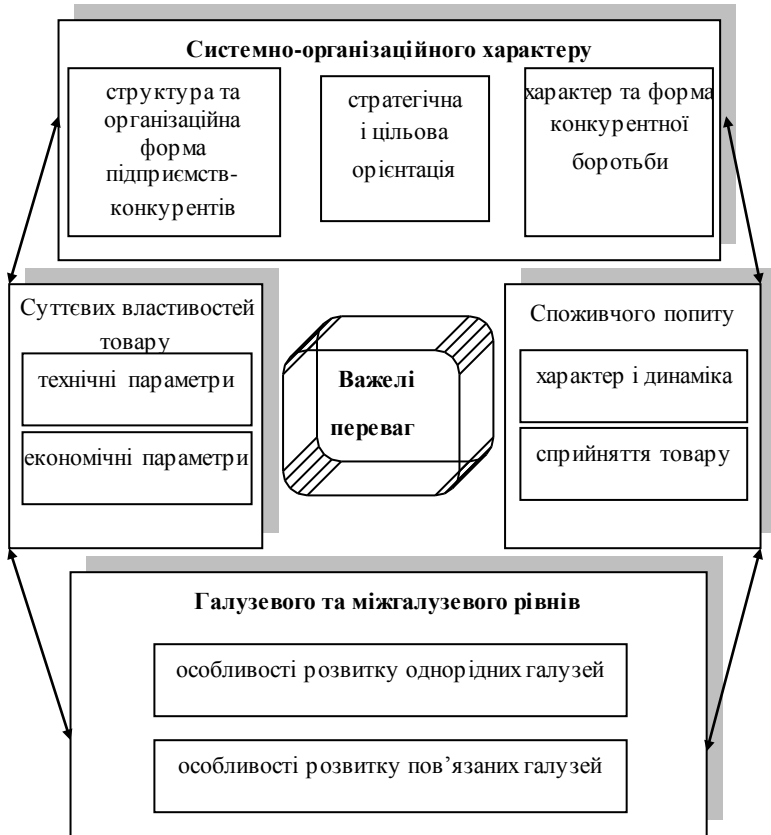 Системно-організаційного характеру
структура та
організаційна
форма
підприємств-
конкурентів
стратегічна
і цільова
орієнтація
характер та форма
конкурентної
боротьби
Суттєвих властивостей
товару
технічні параметри
економічні параметри
Важелі
переваг
Споживчого попиту
характер і динаміка
сприйняття товару
Галузевого та міжгалузевого рівнів
особливості розвитку однорідних галузей
особливості розвитку пов’язаних галузей